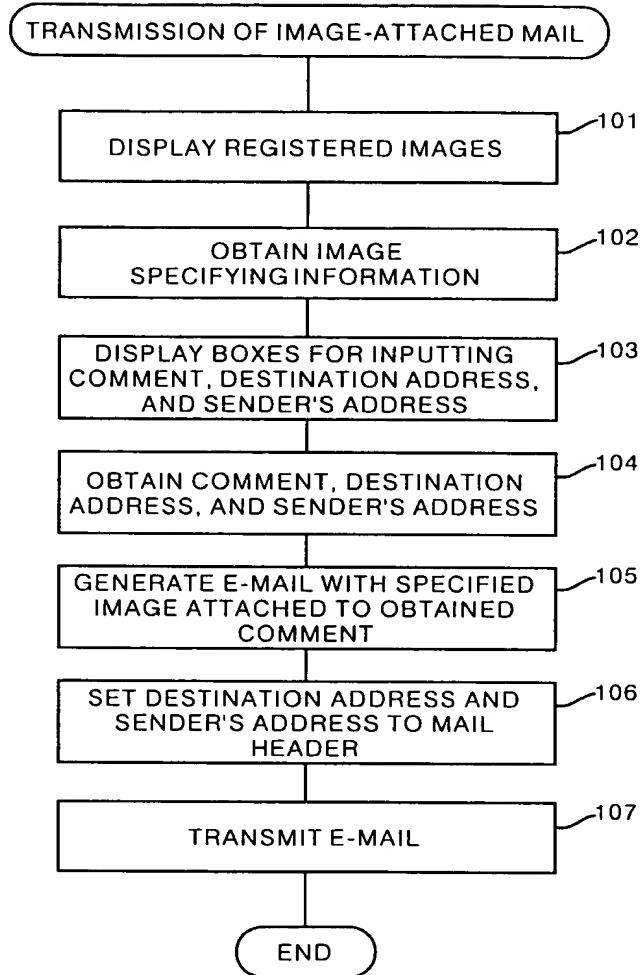 TRANSMISSION OF IMAGE-ATTACHED MAIL
101
DISPLAY REGISTERED IMAGES
102
OBTAIN IMAGE
SPECIFYING INFORMATION
103
DISPLAY BOXES FOR INPUTTING
COMMENT, DESTINATION ADDRESS,
AND SENDER'S ADDRESS
104
OBTAIN COMMENT, DESTINATION
ADDRESS, AND SENDER'S ADDRESS
105
GENERATE E-MAIL WITH SPECIFIED
IMAGE ATTACHED TO OBTAINED
COMMENT
106
SET DESTINATION ADDRESS AND
SENDER'S ADDRESS TO MAIL
HEADER
107
TRANSMIT E-MAIL
END